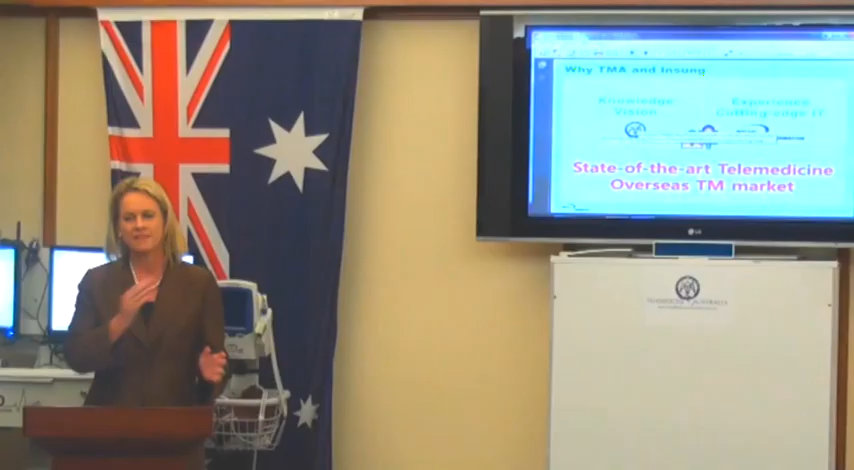 Why TMA and Insung
Knowledge
Vision
Experience
Cutting-edge IT
State-of-the-art Telemedicine
Overseas TM market
LG